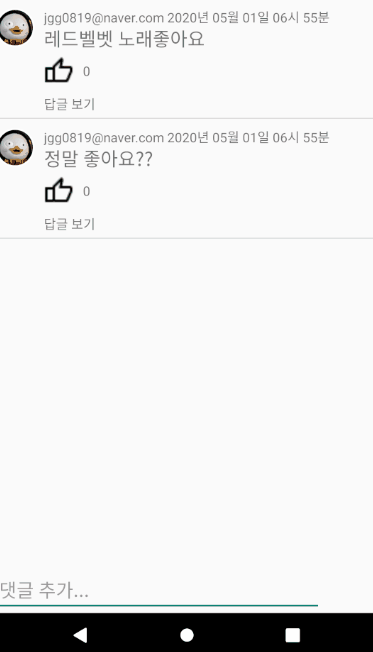 jgg0819@naver.com 2020년 05월 01일 06시 55분
레드벨벳 노래좋아요
0
답글 보기
jgg0819@naver.com 2020년 05월 01일 06시 55분
정말 좋아요??
0
답글 보기
댓글 추가...